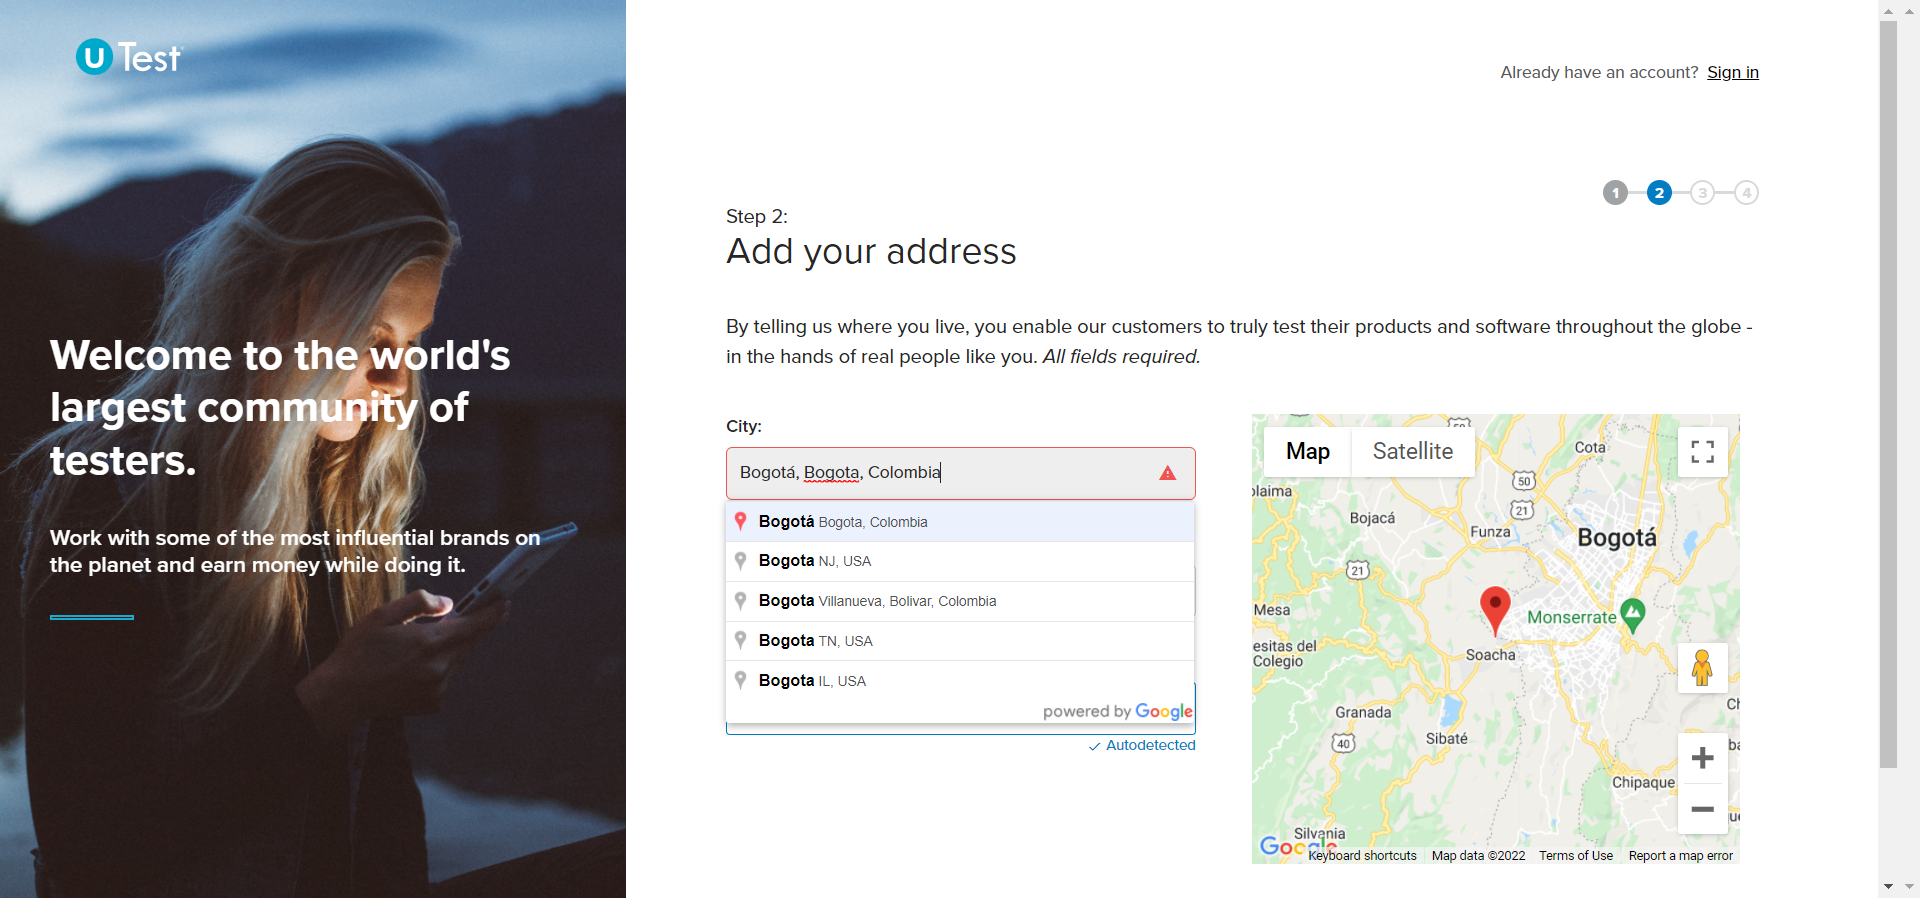 U Test
Already have an account? Sign in
1 2 3 4
Step 2:
Add your address
By telling us where you live, you enable our customers to truly test their products and software throughout the globe -
in the hands of real people like you. All fields required.
Welcome to the world's
largest community of
testers.
Work with some of the most influential brands on
the planet and earn money while doing it.
City:
Bogotá, Bogota, Colombia
Bogotá Bogota, Colombia
Bogota NJ, USA
Bogota Villanueva, Bolivar, Colombia
Bogota TN, USA
Bogota IL, USA
powered by Google
Autodetected
Map Satellite
Cota
50
21
Bojacá
Funza
Bogotá
21
Mesa
Monserrate
esitas del
Colegio
Soacha
Granada
40
Sibaté
Chipaque
Silvania
Google
Keyboard shortcuts Map data ©2022 Terms of Use Report a map error